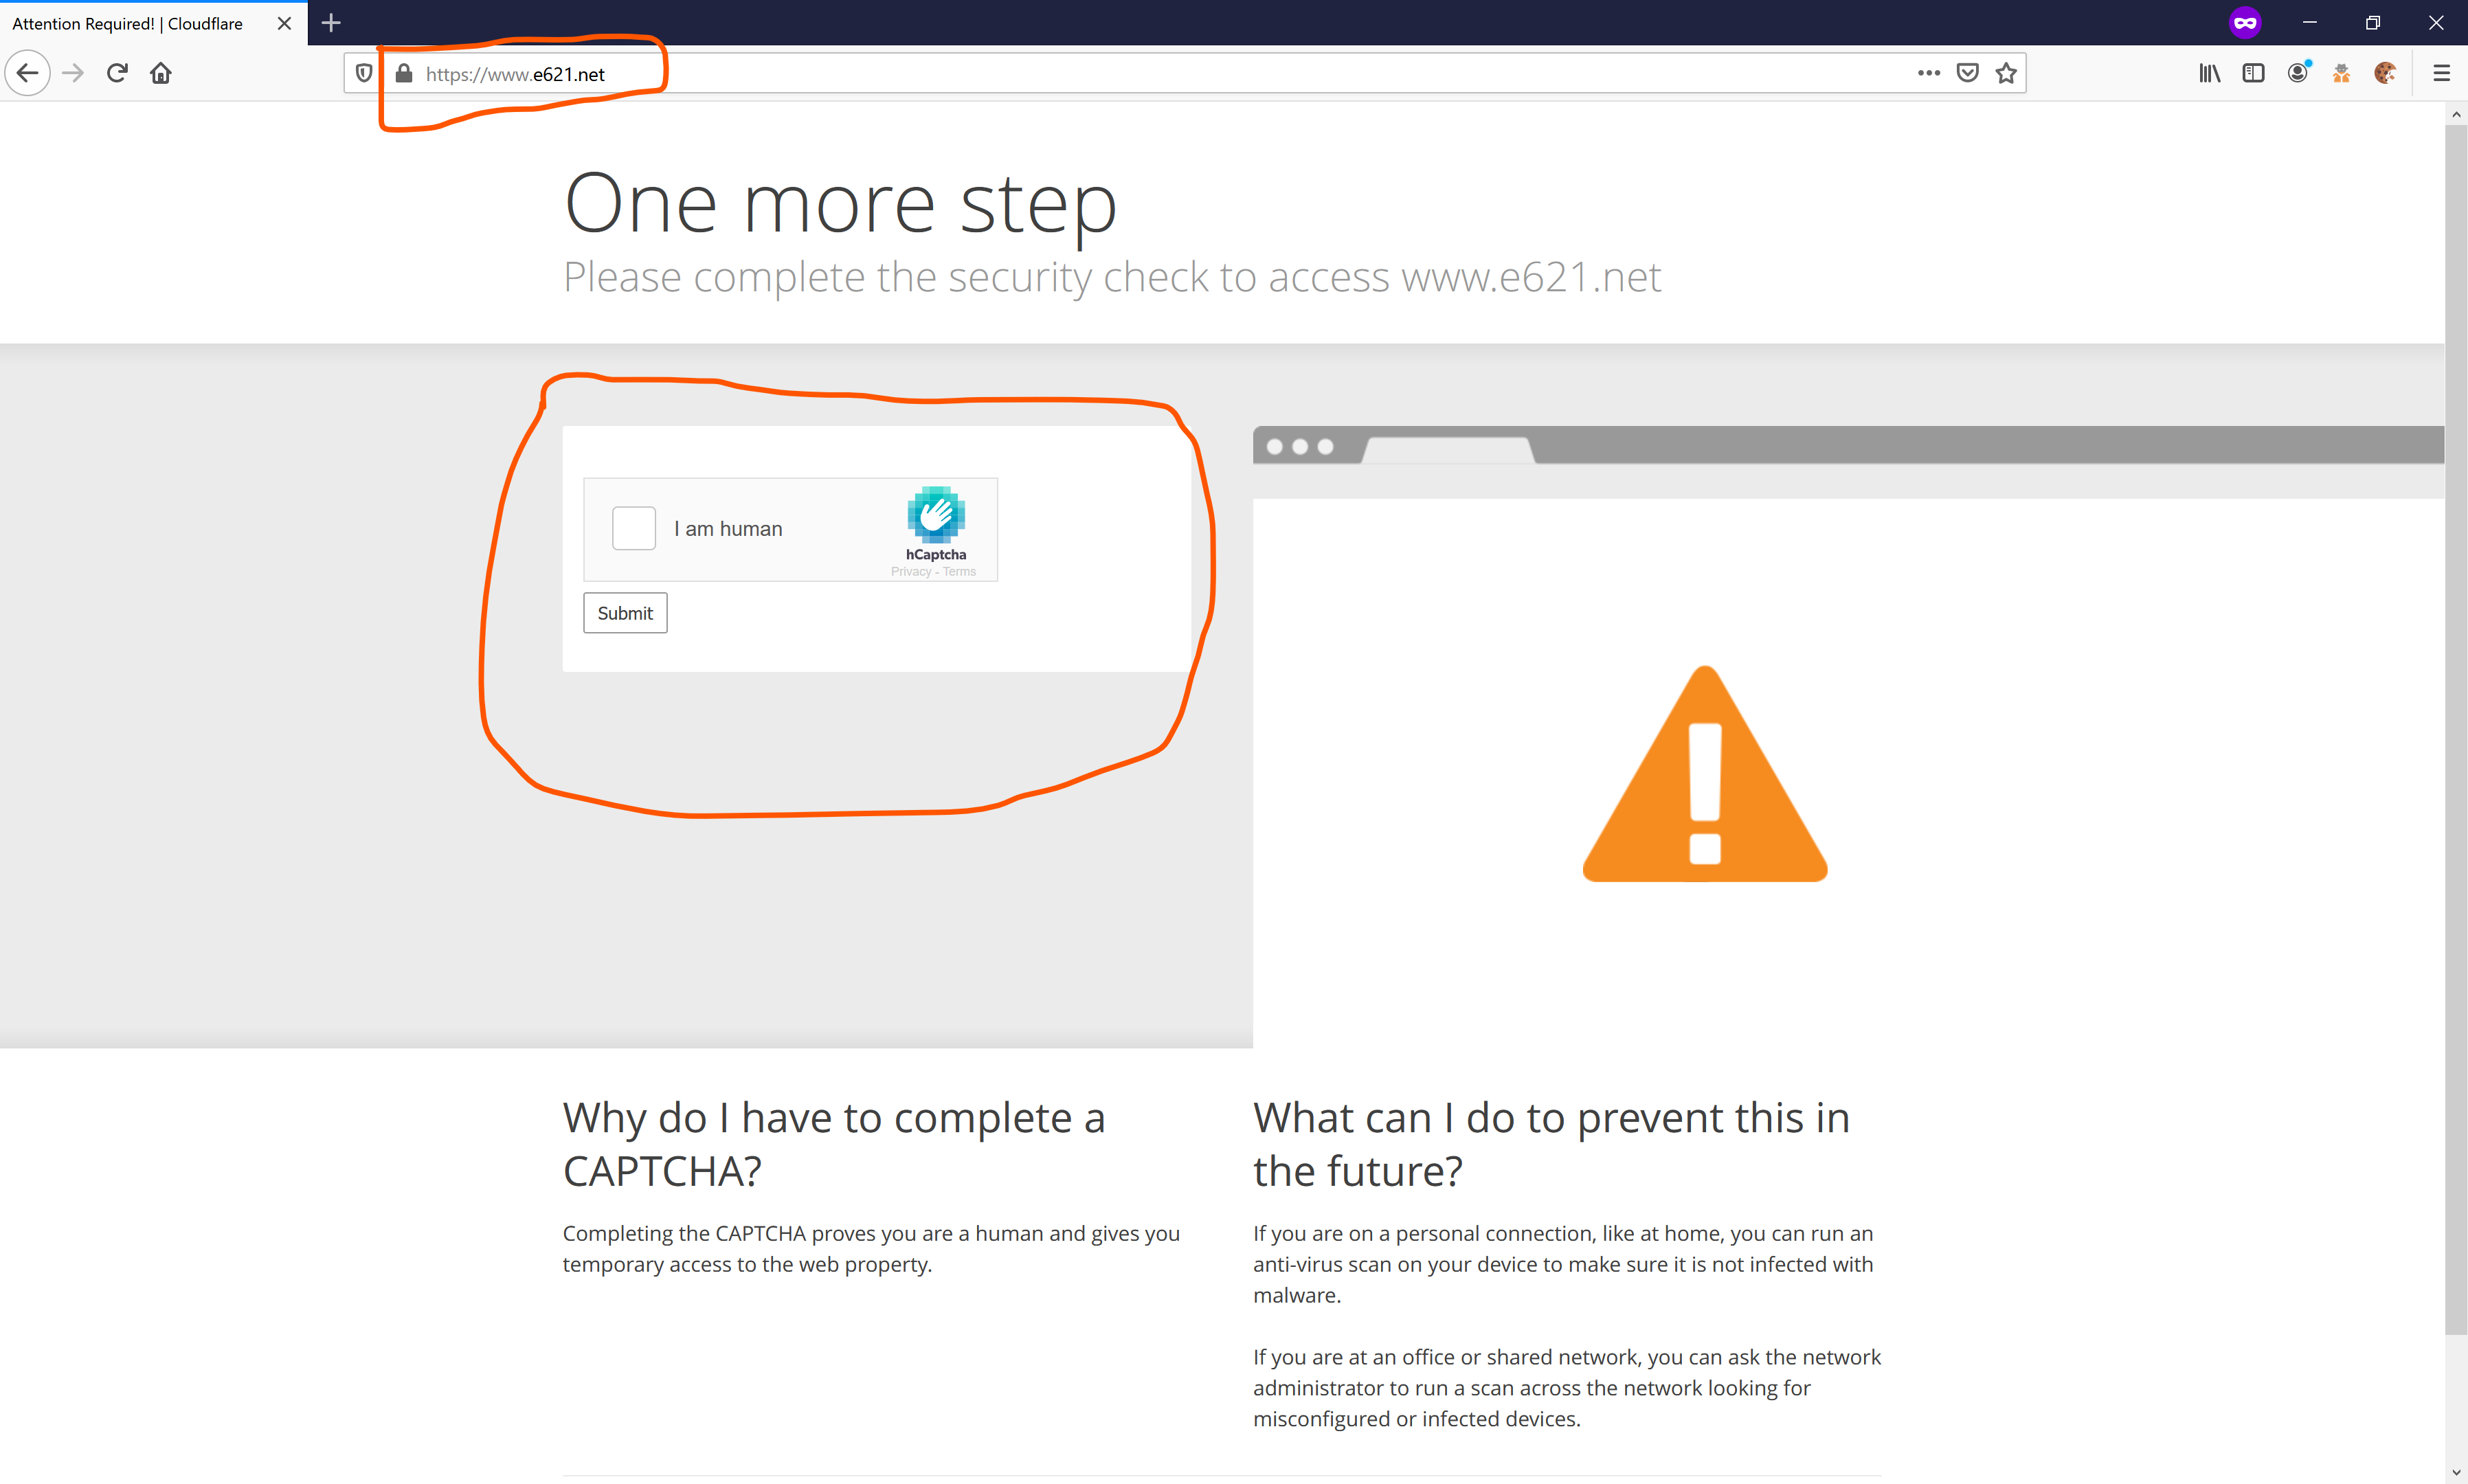 Attention Required! | Cloudflare
https://www.e621.net
One more step
Please complete the security check to access www.e621.net
I am human
hCaptcha
Privacy - Terms
Submit
Why do I have to complete a
CAPTCHA?
Completing the CAPTCHA proves you are a human and gives you
temporary access to the web property.
What can I do to prevent this in
the future?
If you are on a personal connection, like at home, you can run an
anti-virus scan on your device to make sure it is not infected with
malware.
If you are at an office or shared network, you can ask the network
administrator to run a scan across the network looking for
misconfigured or infected devices.